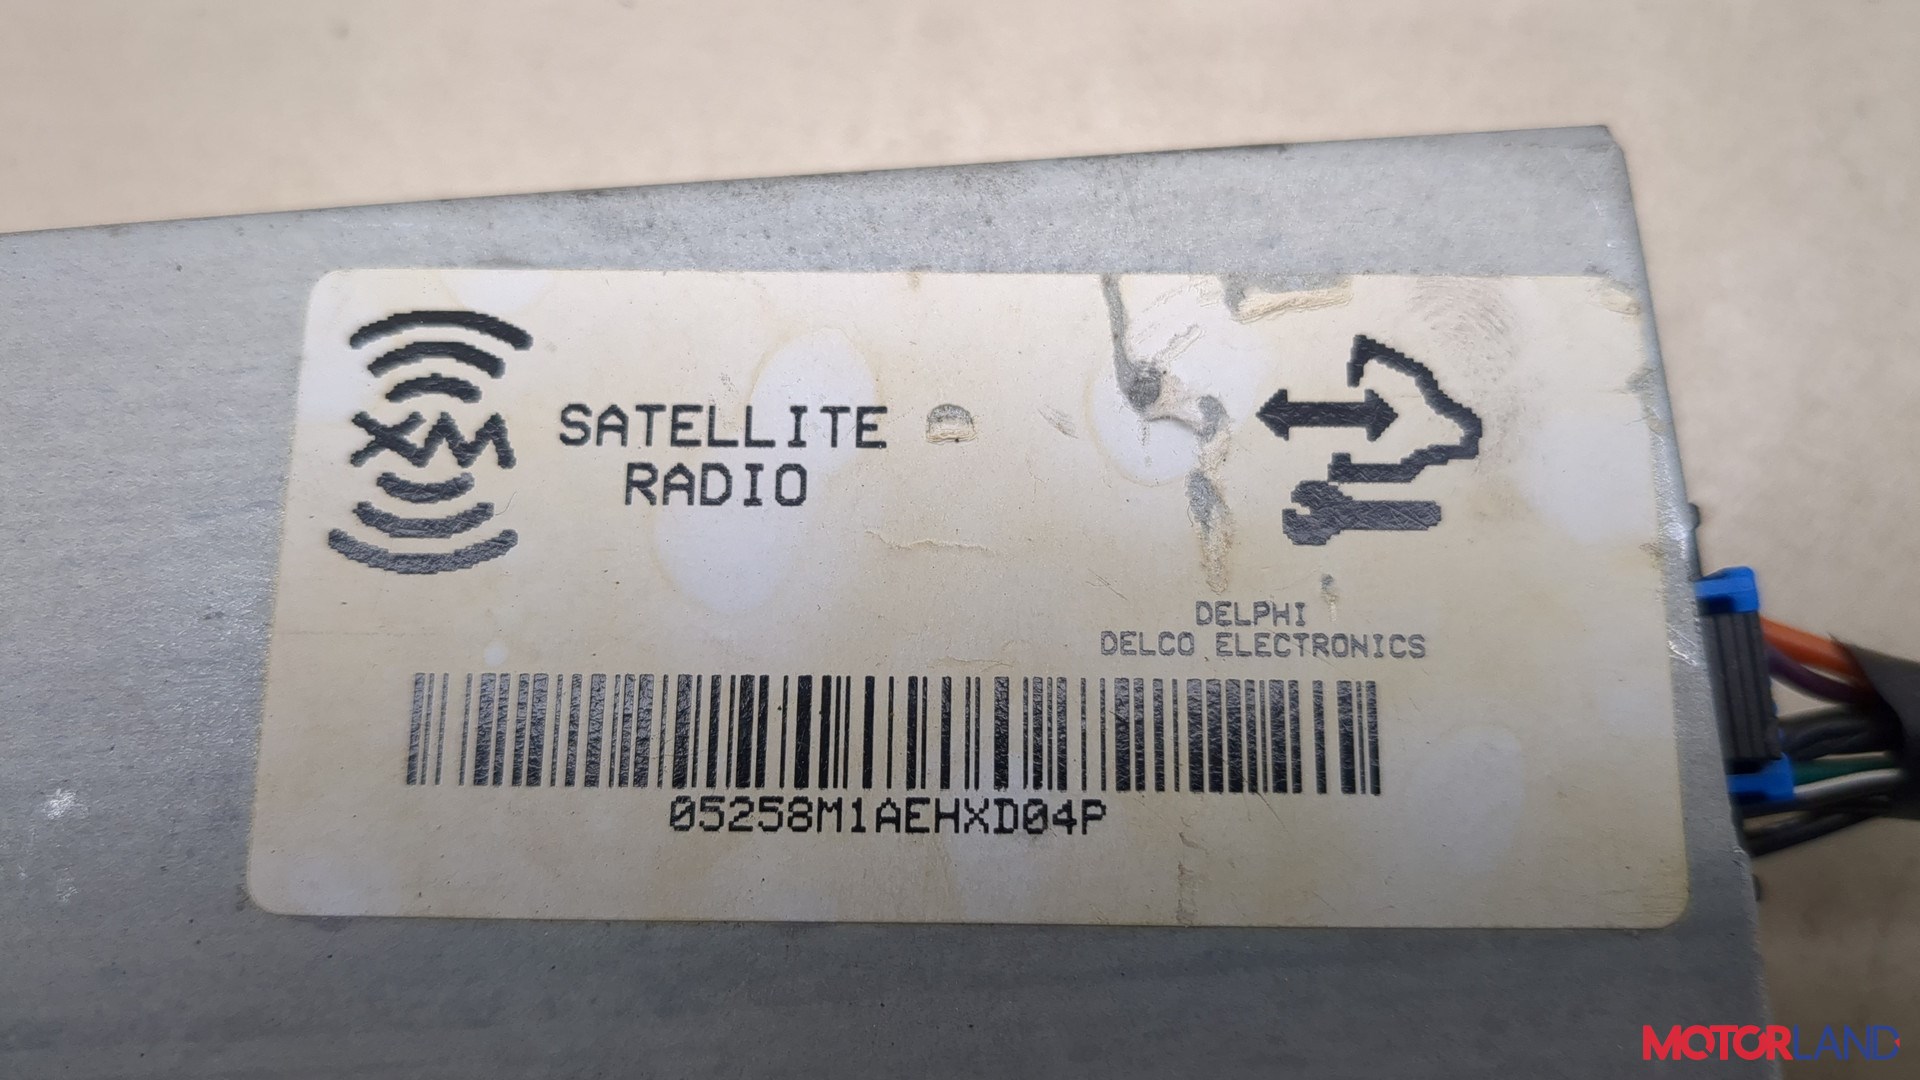 XM
SATELLITE
RADIO
DELPHI
DELCO ELECTRONICS
05258M1AEHXD04P
MOTORLAND